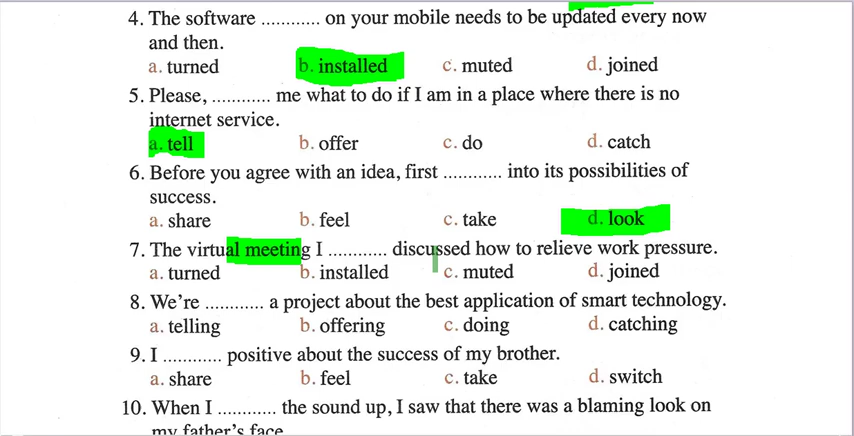 4. The software ............ on your mobile needs to be updated every now
and then.
a. turned b. installed c. muted d. joined
5. Please, ............ me what to do if I am in a place where there is no
internet service.
a. tell b. offer c. do d. catch
6. Before you agree with an idea, first ............ into its possibilities of
success.
a. share b. feel c. take d. look
7. The virtual meeting I ............ discussed how to relieve work pressure.
a. turned b. installed c. muted d. joined
8. We're ............ a project about the best application of smart technology.
a. telling b. offering c. doing d. catching
9. I ............ positive about the success of my brother.
a. share b. feel c. take d. switch
10. When I ............ the sound up, I saw that there was a blaming look on
my father's face